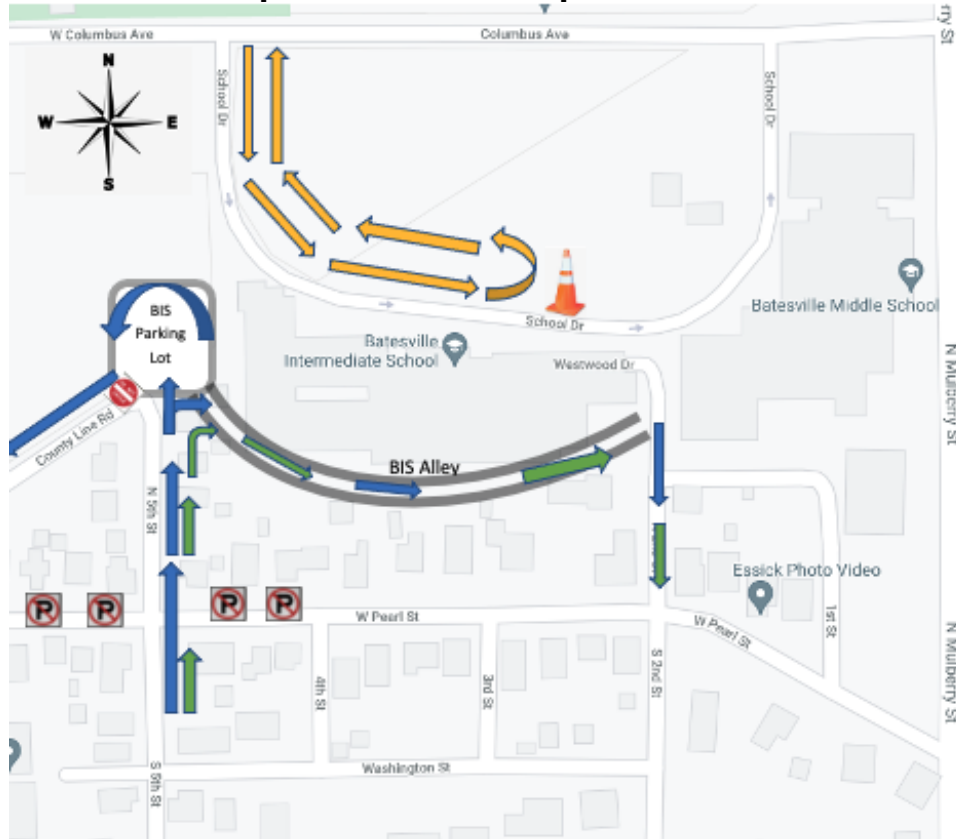 W Columbus Ave
Columbus Ave
N
W
E
S
School Dr
School Dr
BIS
Parking
Lot
School Dr
Batesville
Intermediate School
Batesville Middle School
Westwood Dr
County Line Rd
BIS Alley
N Mulberry St
N 5th St
Essick Photo Video
P
P
P
P
W Pearl St
W Pearl St
1st St
N Mulberry St
4th St
3rd St
S 2nd St
Washington St
S 5th St